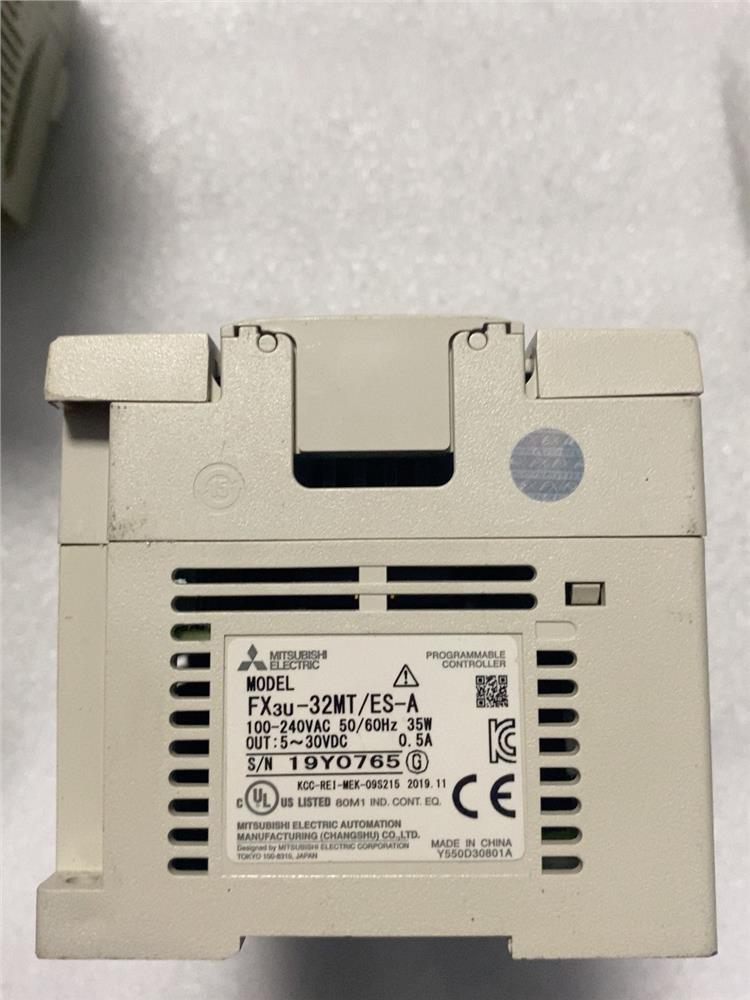 MITSUBISHI
ELECTRIC
PROGRAMMABLE
CONTROLLER
MODEL
FX3U-32MT/ES-A
100-240VAC 50/60Hz 35W
OUT:5～30VDC 0.5A
S/N 19Y0765 G
KCC-REI-MEK-09S215 2019.11
C UL US LISTED 80M1 IND. CONT. EQ. CE
MITSUBISHI ELECTRIC AUTOMATION
MANUFACTURING (CHANGSHU) CO.,LTD.
Designed by MITSUBISHI ELECTRIC CORPORATION
TOKYO 100-8310, JAPAN
MADE IN CHINA
Y550D30801A